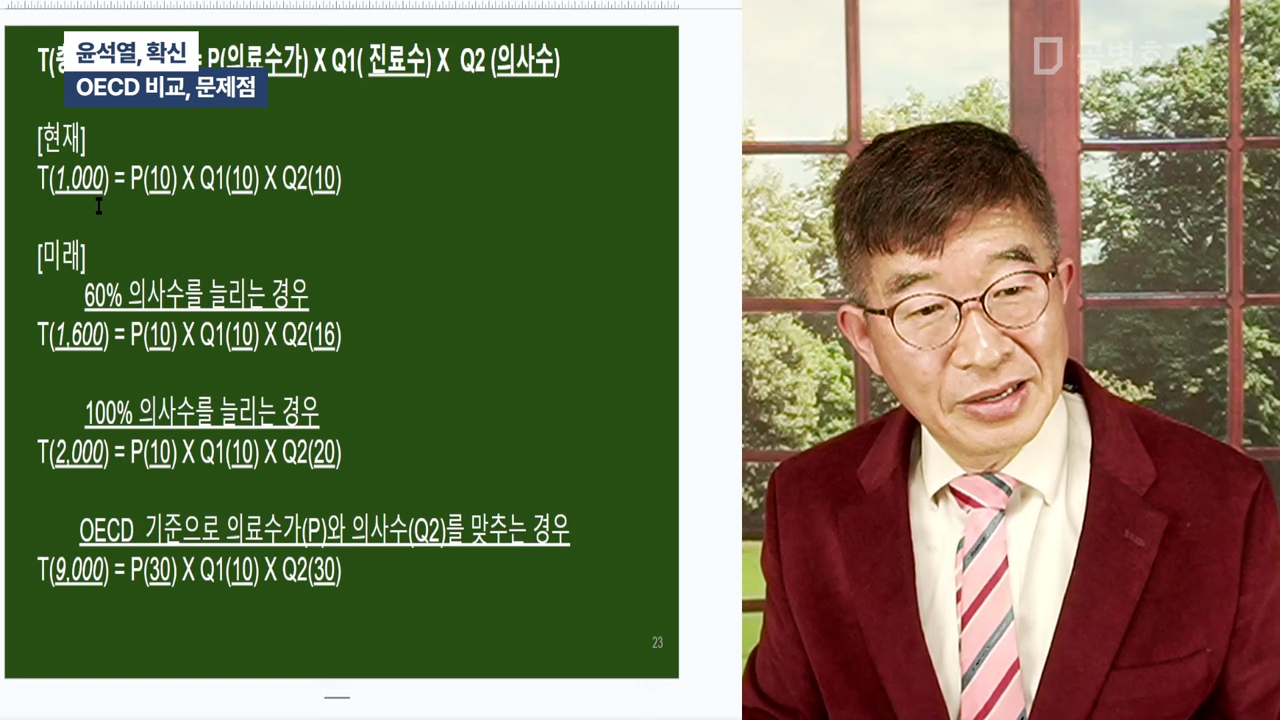 윤석열, 확신
OECD 비교, 문제점
T( = P(의료수가) X Q1( 진료수) X Q2 (의사수)
[현재]
T(1,000) = P(10) X Q1(10) X Q2(10)
[미래]
60% 의사수를 늘리는 경우
T(1,600) = P(10) X Q1(10) X Q2(16)
100% 의사수를 늘리는 경우
T(2,000) = P(10) X Q1(10) X Q2(20)
OECD 기준으로 의료수가(P)와 의사수(Q2)를 맞추는 경우
T(9,000) = P(30) X Q1(10) X Q2(30)
23
공병호TV